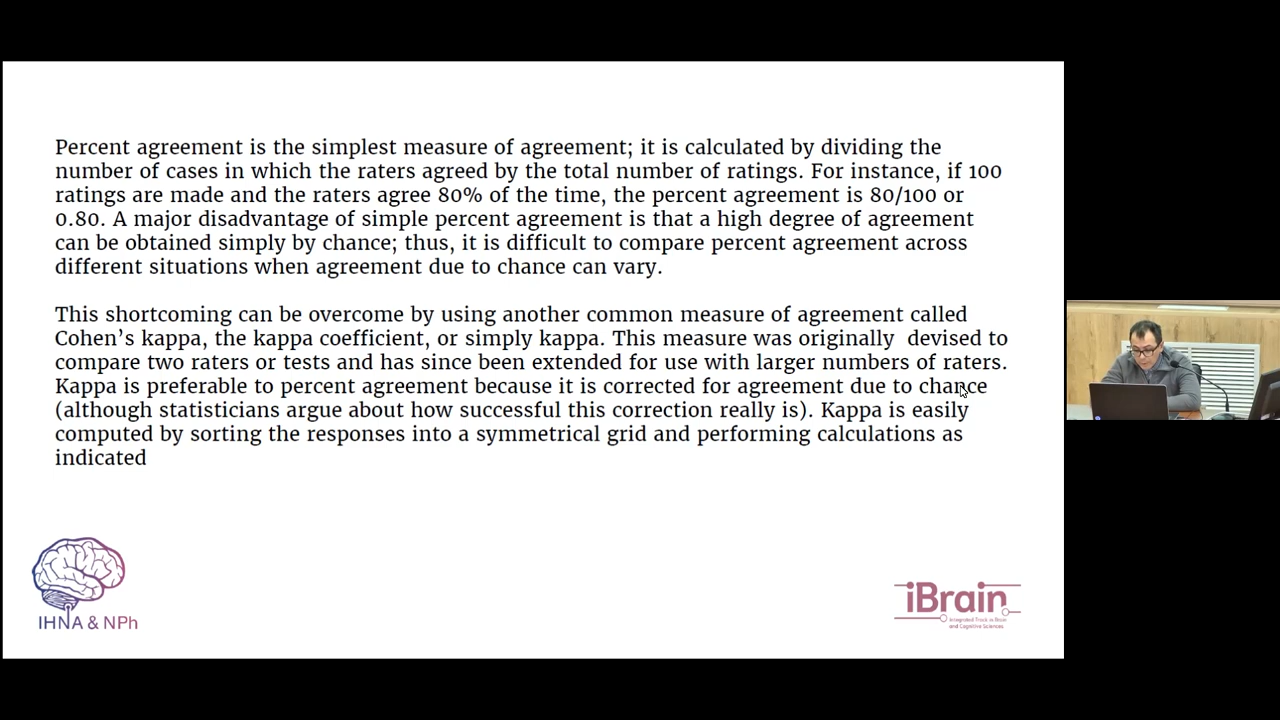 Percent agreement is the simplest measure of agreement; it is calculated by dividing the
number of cases in which the raters agreed by the total number of ratings. For instance, if 100
ratings are made and the raters agree 80% of the time, the percent agreement is 80/100 or
0.80. A major disadvantage of simple percent agreement is that a high degree of agreement
can be obtained simply by chance; thus, it is difficult to compare percent agreement across
different situations when agreement due to chance can vary.
This shortcoming can be overcome by using another common measure of agreement called
Cohen’s kappa, the kappa coefficient, or simply kappa. This measure was originally  devised to
compare two raters or tests and has since been extended for use with larger numbers of raters.
Kappa is preferable to percent agreement because it is corrected for agreement due to chance
(although statisticians argue about how successful this correction really is). Kappa is easily
computed by sorting the responses into a symmetrical grid and performing calculations as
indicated
IHNA & NPh
iBrain
Integrated Track in Brain
and Cognitive Sciences